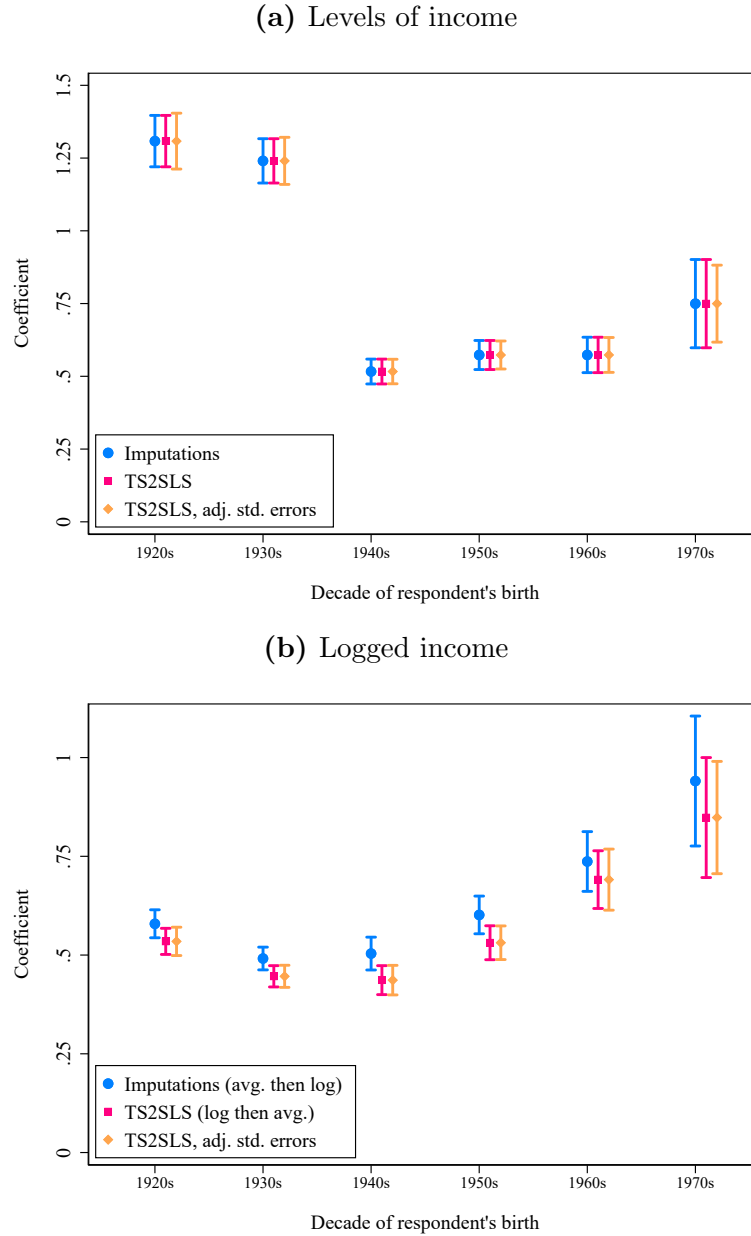 (a) Levels of income
1.5
1.25
1
.75
.5
.25
0
Coefficient
Imputations
TS2SLS
TS2SLS, adj. std. errors
1920s 1930s 1940s 1950s 1960s 1970s
Decade of respondent's birth
(b) Logged income
1
.75
.5
.25
0
Coefficient
Imputations (avg. then log)
TS2SLS (log then avg.)
TS2SLS, adj. std. errors
1920s 1930s 1940s 1950s 1960s 1970s
Decade of respondent's birth